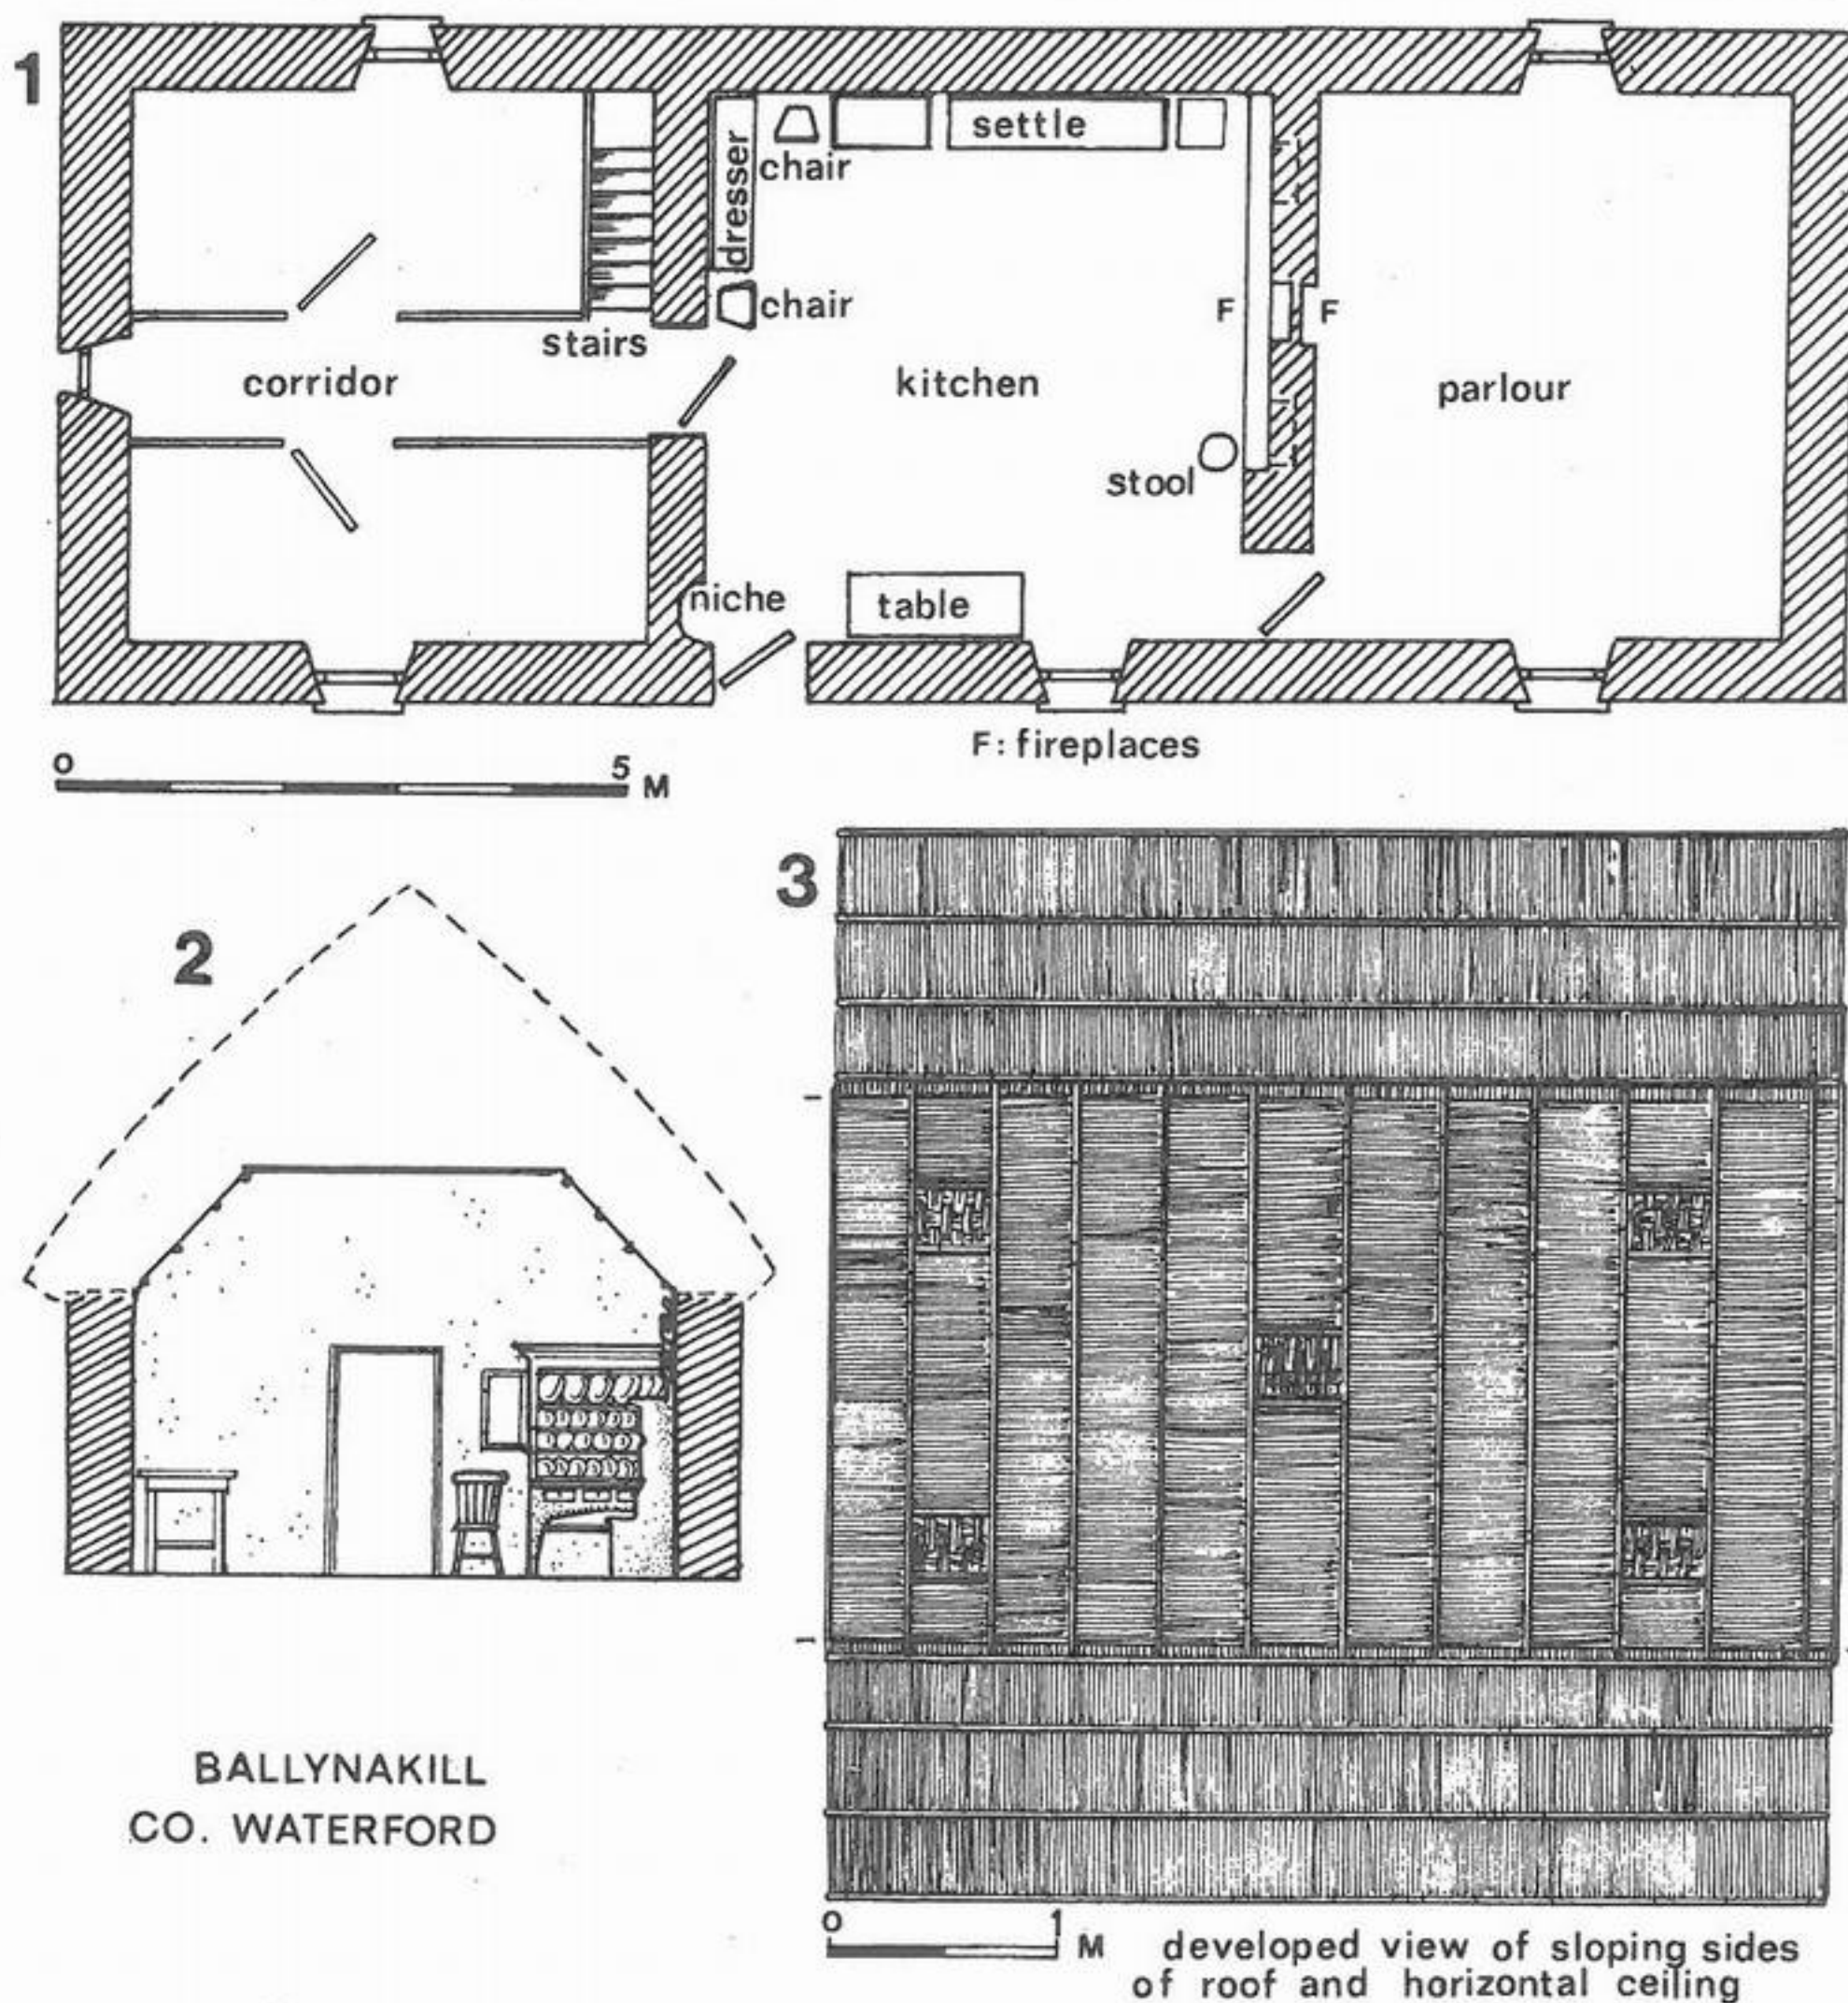 1
settle
chair
dresser
chair
F F
stairs
corridor
kitchen
parlour
stool
niche
table
F: fireplaces
0 5 M
2
3
BALLYNAKILL
CO. WATERFORD
0 1 M
developed view of sloping sides
of roof and horizontal ceiling